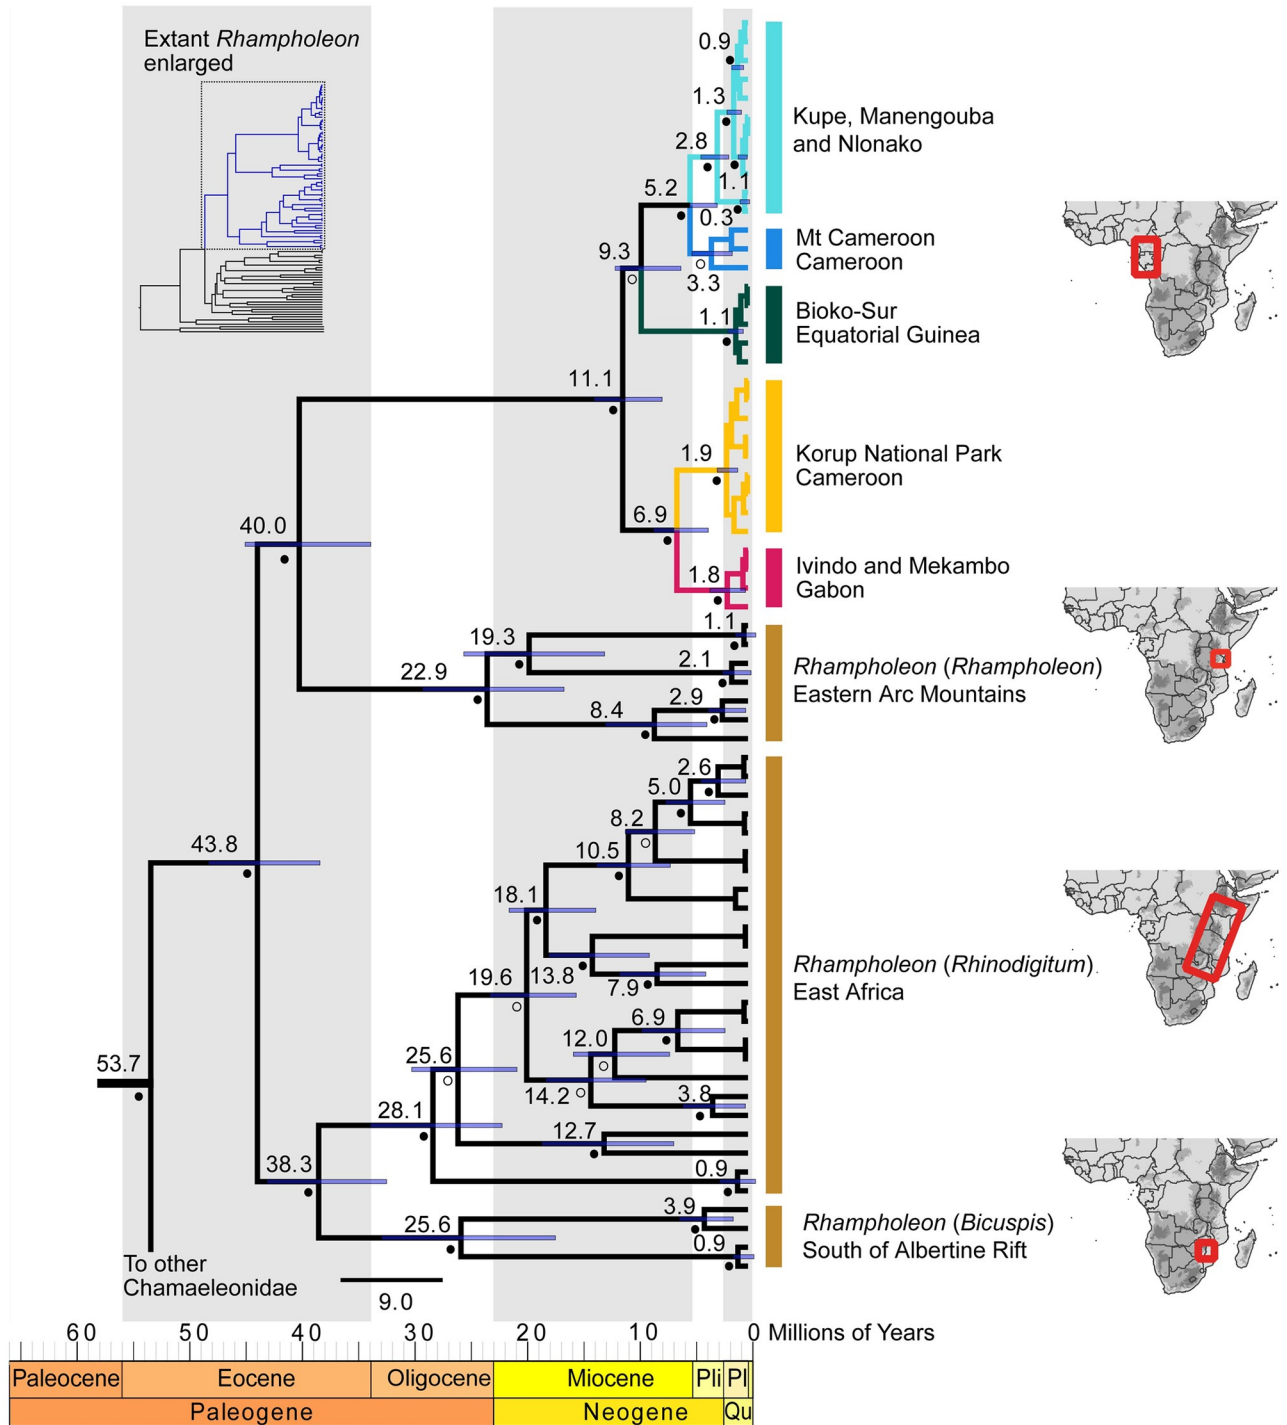 Extant Rhampholeon
enlarged
0.9
1.3
2.8
1.1
5.2
0.3
9.3
3.3
1.1
11.1
1.9
6.9
1.8
40.0
1.1
19.3
2.1
22.9
2.9
8.4
2.6
5.0
8.2
10.5
43.8
18.1
19.6
13.8
7.9
6.9
12.0
53.7
25.6
14.2
3.8
28.1
12.7
38.3
0.9
3.9
25.6
0.9
Kupe, Manengouba
and Nlonako
Mt Cameroon
Cameroon
Bioko-Sur
Equatorial Guinea
Korup National Park
Cameroon
Ivindo and Mekambo
Gabon
Rhampholeon (Rhampholeon)
Eastern Arc Mountains
Rhampholeon (Rhinodigitum)
East Africa
Rhampholeon (Bicuspis)
South of Albertine Rift
To other
Chamaeleonidae
9.0
60 50 40 30 20 10 0 Millions of Years
Paleocene Eocene Oligocene Miocene Pli Pl
Paleogene Neogene Qu